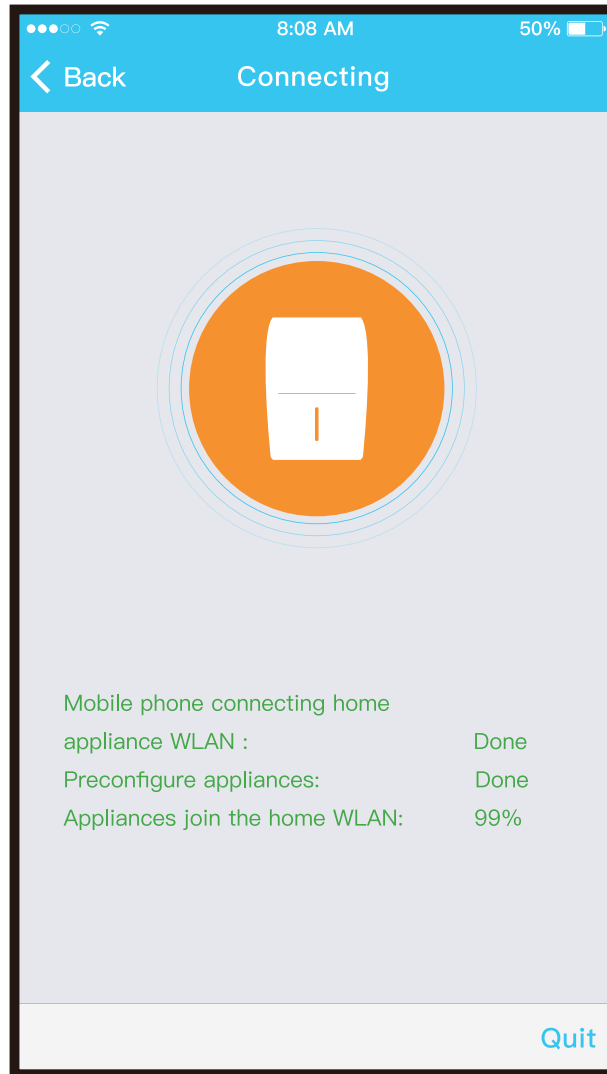 8:08 AM 50%
Back Connecting
Mobile phone connecting home
appliance WLAN : Done
Preconfigure appliances: Done
Appliances join the home WLAN: 99%
Quit